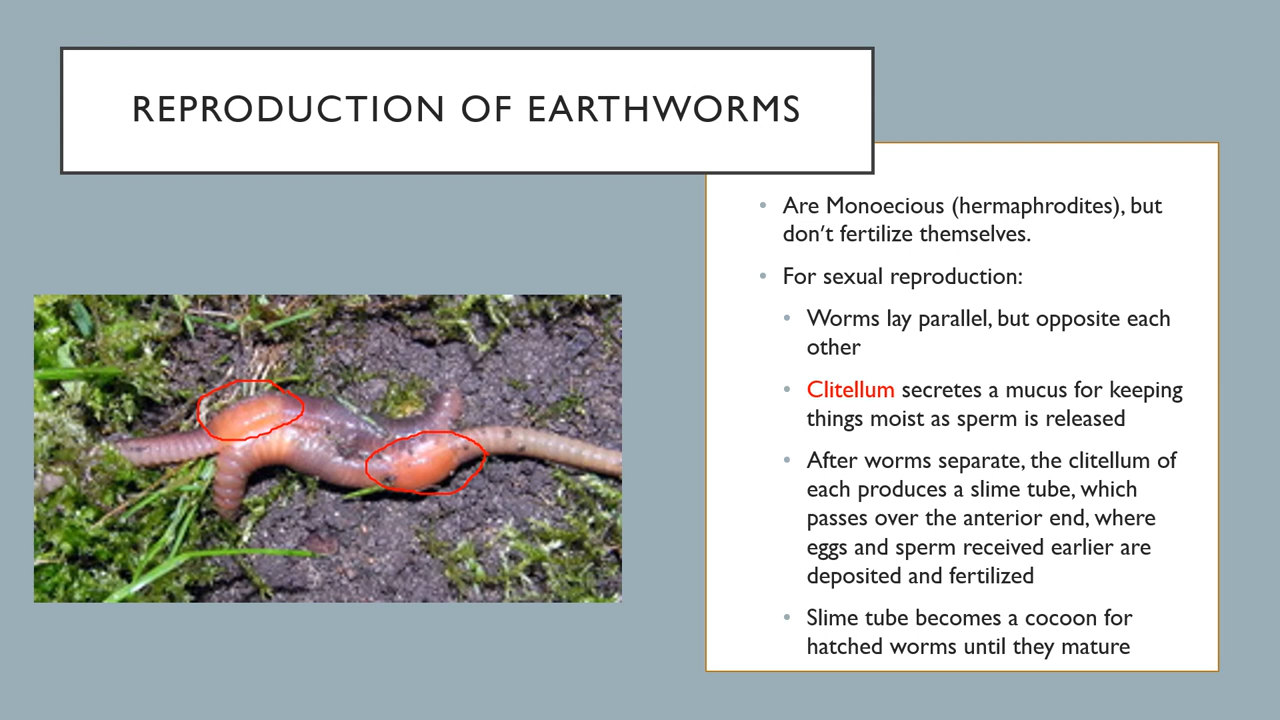 REPRODUCTION OF EARTHWORMS
• Are Monoecious (hermaphrodites), but
don't fertilize themselves.
• For sexual reproduction:
• Worms lay parallel, but opposite each
other
• Clitellum secretes a mucus for keeping
things moist as sperm is released
• After worms separate, the clitellum of
each produces a slime tube, which
passes over the anterior end, where
eggs and sperm received earlier are
deposited and fertilized
• Slime tube becomes a cocoon for
hatched worms until they mature